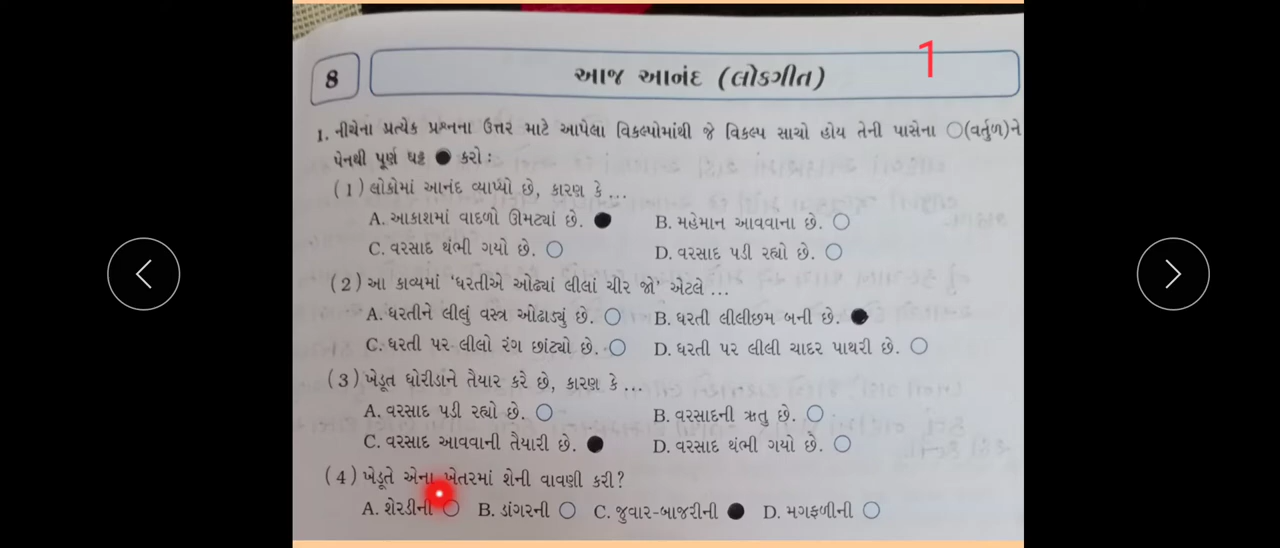 1
8 આજ આનંદ (લોકગીત)
1. નીચેના પ્રત્યેક પ્રશ્નના ઉત્તર માટે આપેલા વિકલ્પોમાંથી જે વિકલ્પ સાચો હોય તેની પાસેના ○(વર્તુળ)ને
પેનથી પૂર્ણ ઘટ્ટ ● કરો :
(1) લોકોમાં આનંદ વ્યાપ્યો છે, કારણ કે ...
A. આકાશમાં વાદળો ઊમટ્યાં છે. ● B. મહેમાન આવવાના છે. ○
C. વરસાદ થંભી ગયો છે. ○ D. વરસાદ પડી રહ્યો છે. ○
(2) આ કાવ્યમાં ‘ધરતીએ ઓઢ્યાં લીલાં ચીર જો’ એટલે ...
A. ધરતીને લીલું વસ્ત્ર ઓઢાડ્યું છે. ○ B. ધરતી લીલીછમ બની છે. ●
C. ધરતી પર લીલો રંગ છાંટ્યો છે. ○ D. ધરતી પર લીલી ચાદર પાથરી છે. ○
(3) ખેડૂત ધોરીડાંને તૈયાર કરે છે, કારણ કે ...
A. વરસાદ પડી રહ્યો છે. ○ B. વરસાદની ઋતુ છે. ○
C. વરસાદ આવવાની તૈયારી છે. ● D. વરસાદ થંભી ગયો છે. ○
(4) ખેડૂતે એના ખેતરમાં શેની વાવણી કરી?
A. શેરડીની ○ B. ડાંગરની ○ C. જુવાર-બાજરીની ● D. મગફળીની ○